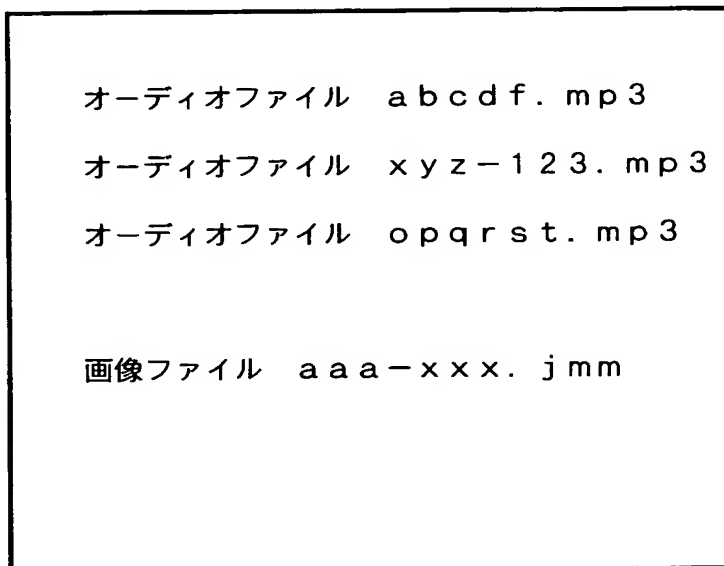 オーディオファイル　ａｂｃｄｆ．ｍｐ３
オーディオファイル　ｘｙｚ－１２３．ｍｐ３
オーディオファイル　ｏｐｑｒｓｔ．ｍｐ３
画像ファイル　ａａａ－ｘｘｘ．ｊｍｍ